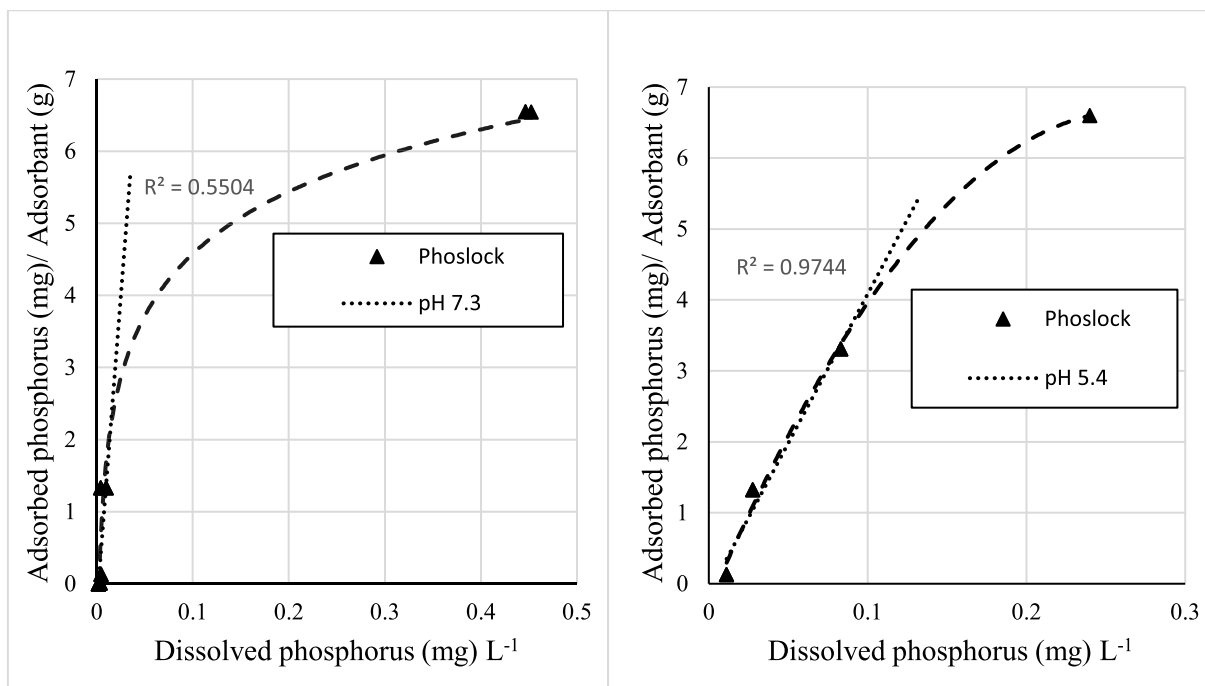 Adsorbed phosphorus (mg)/ Adsorbant (g)
7
6
5
4
3
2
1
0
R² = 0.5504
Phoslock
pH 7.3
0
0.1
0.2
0.3
0.4
0.5
Dissolved phosphorus (mg) L⁻¹
Adsorbed phosphorus (mg)/ Adsorbant (g)
7
6
5
4
3
2
1
0
R² = 0.9744
Phoslock
pH 5.4
0
0.1
0.2
0.3
Dissolved phosphorus (mg) L⁻¹